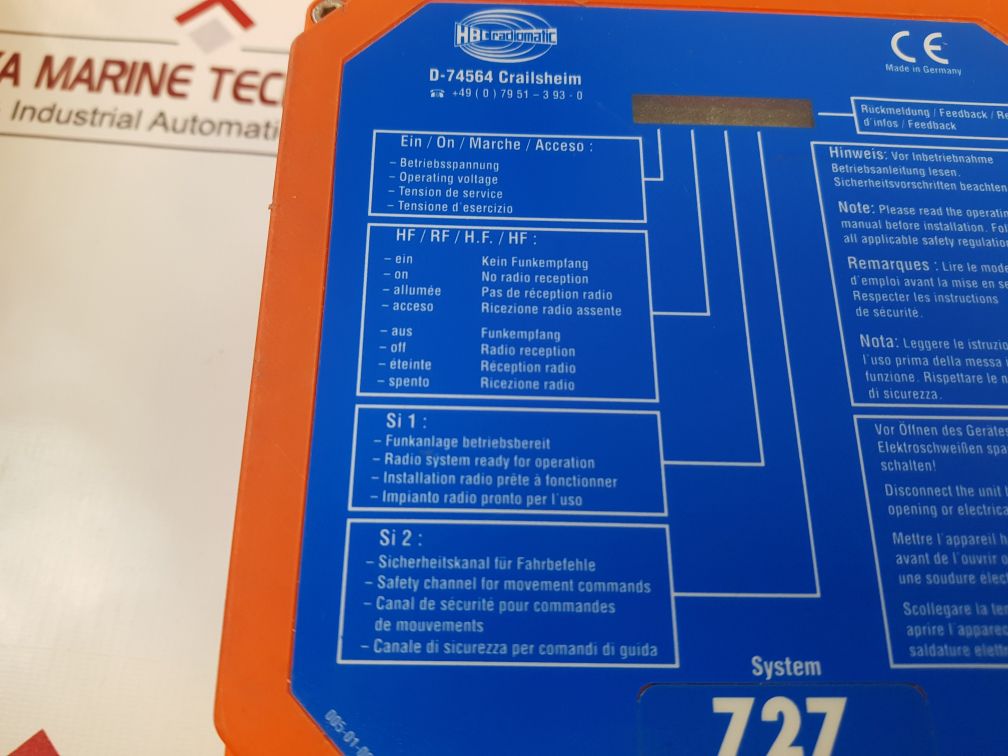 MARINE TEC
Industrial Automati
HBC radiomatic
D-74564 Crailsheim
☎ +49 ( 0 ) 79 51 – 3 93 - 0
CE
Made in Germany
Rückmeldung / Feedback /
d'infos / Feedback
Ein / On / Marche / Acceso :
– Betriebsspannung
– Operating voltage
– Tension de service
– Tensione d'esercizio
HF / RF / H.F. / HF :
– ein Kein Funkempfang
– on No radio reception
– allumée Pas de réception radio
– acceso Ricezione radio assente
– aus Funkempfang
– off Radio reception
– éteinte Réception radio
– spento Ricezione radio
Si 1 :
– Funkanlage betriebsbereit
– Radio system ready for operation
– Installation radio prête à fonctionner
– Impianto radio pronto per l'uso
Si 2 :
– Sicherheitskanal für Fahrbefehle
– Safety channel for movement commands
– Canal de sécurité pour commandes
de mouvements
– Canale di sicurezza per comandi di guida
Hinweis: Vor Inbetriebnahme
Betriebsanleitung lesen.
Sicherheitsvorschriften beachten
Note: Please read the operatin
manual before installation. Fol
all applicable safety regulation
Remarques : Lire le mode
d'emploi avant la mise en se
Respecter les instructions
de sécurité.
Nota: Leggere le istruzio
l'uso prima della messa i
funzione. Rispettare le n
di sicurezza.
Vor Öffnen des Gerätes
Elektroschweißen spa
schalten!
Disconnect the unit
opening or electrica
Mettre l'appareil h
avant de l'ouvrir o
une soudure élect
Scollegare la ten
aprire l'apparec
saldature elettr
System
727
005-01-0